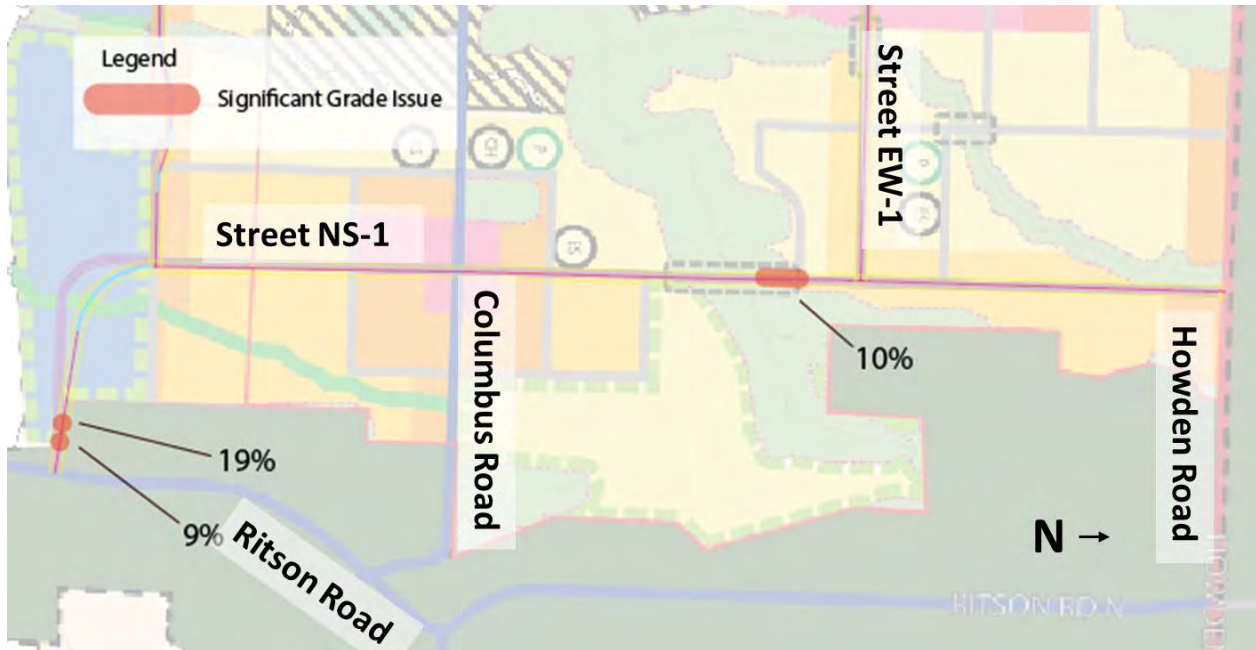 Legend
Significant Grade Issue
Street NS-1
Street EW-1
Columbus Road
Howden Road
10%
19%
9%
Ritson Road
N
RITSON RD N
P
P